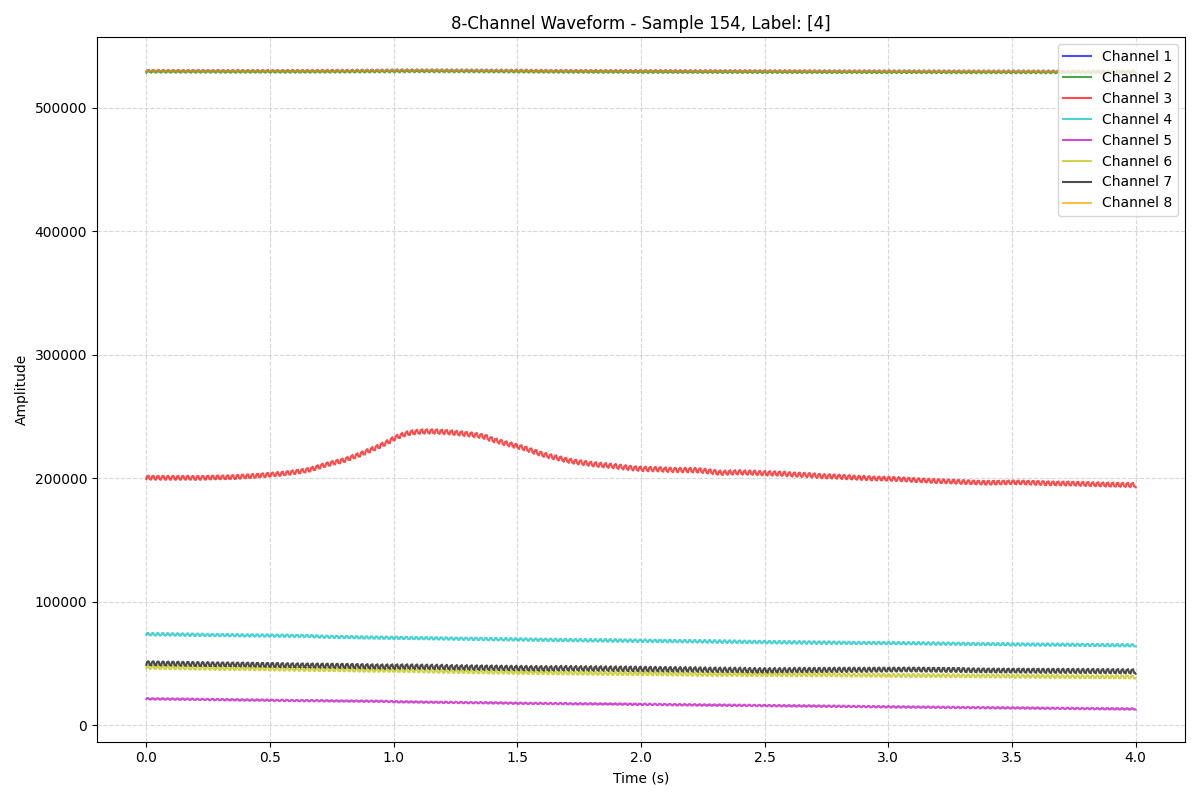 8-Channel Waveform - Sample 154, Label: [4]
Channel 1
Channel 2
Channel 3
Channel 4
Channel 5
Channel 6
Channel 7
Channel 8
500000
400000
300000
200000
100000
0
Amplitude
0.0 0.5 1.0 1.5 2.0 2.5 3.0 3.5 4.0
Time (s)